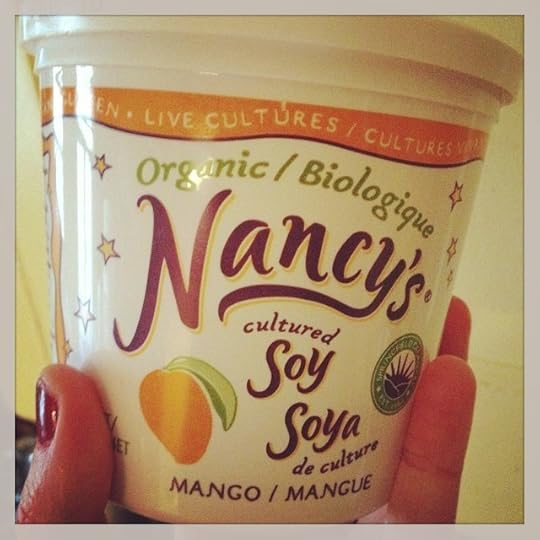 • LIVE CULTURES / CULTURES
Organic / Biologique
Nancy's
cultured
Soy
Soya
de culture
MANGO / MANGUE